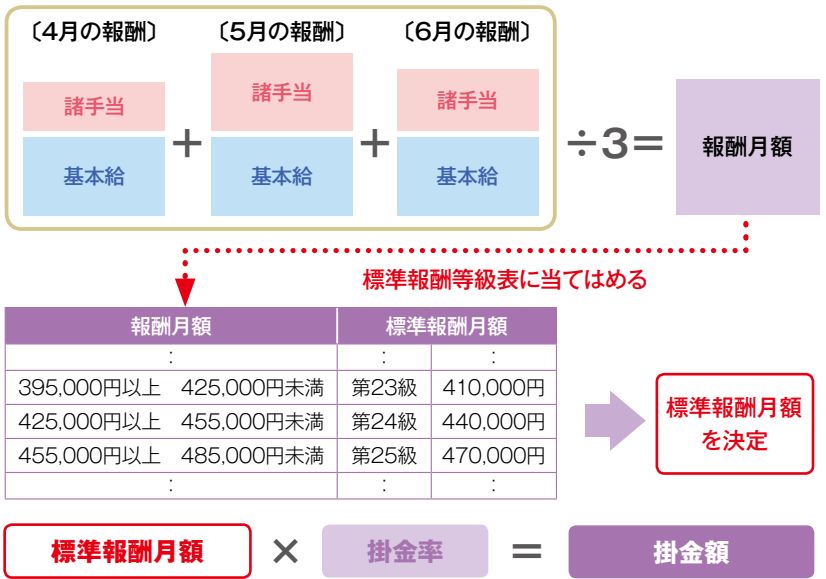 〔4月の報酬〕 〔5月の報酬〕 〔6月の報酬〕
諸手当 諸手当 諸手当
基本給 + 基本給 + 基本給 ÷3= 報酬月額
標準報酬等級表に当てはめる
報酬月額 標準報酬月額
: : :
395,000円以上 425,000円未満 第23級 410,000円
425,000円以上 455,000円未満 第24級 440,000円
455,000円以上 485,000円未満 第25級 470,000円
: : :
標準報酬月額
を決定
標準報酬月額 × 掛金率 = 掛金額